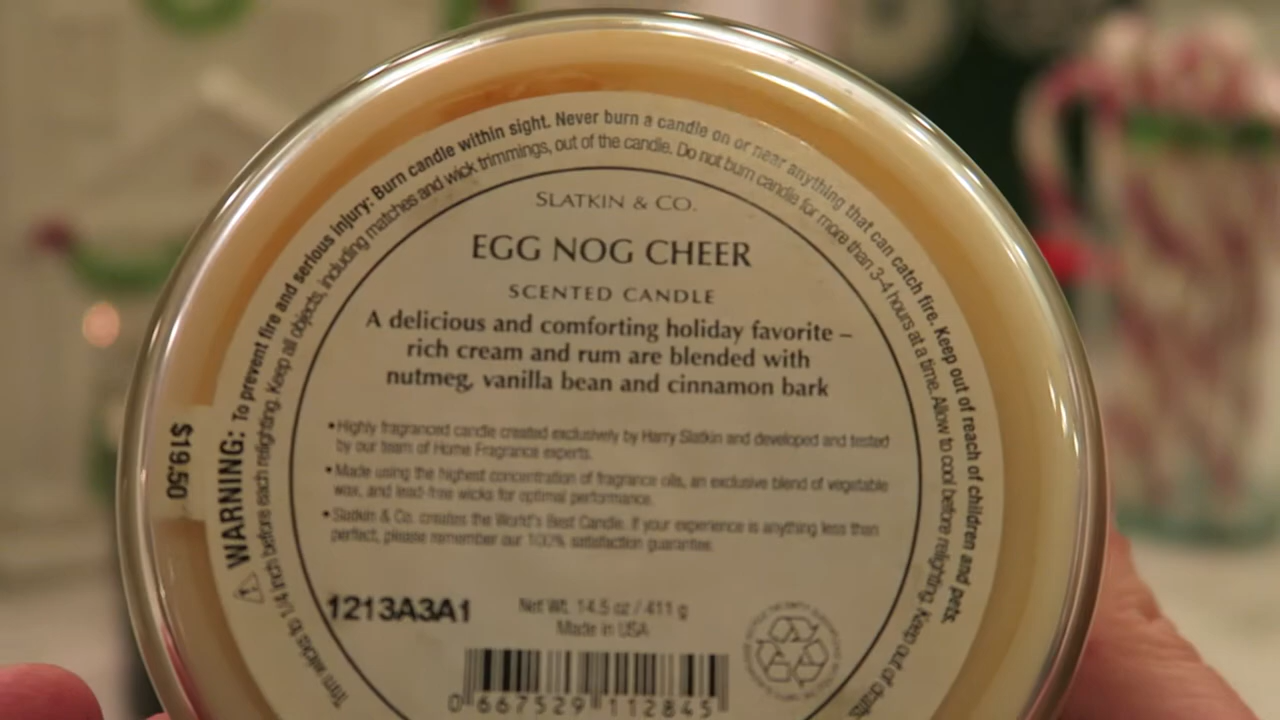 ⚠ WARNING: To prevent fire and serious injury: Burn candle within sight. Never burn a candle on or near anything that can catch fire. Keep out of reach of children and pets.
Trim wicks to 1/4 inch before each relighting. Keep all objects, including matches and wick trimmings, out of the candle. Do not burn candle for more than 3-4 hours at a time. Allow to cool before relighting. Keep out of drafts.
SLATKIN & CO.
EGG NOG CHEER
SCENTED CANDLE
A delicious and comforting holiday favorite –
rich cream and rum are blended with
nutmeg, vanilla bean and cinnamon bark
• Highly fragranced candle created exclusively by Harry Slatkin and developed and tested
by our team of Home Fragrance experts.
• Made using the highest concentration of fragrance oils, an exclusive blend of vegetable
wax, and lead-free wicks for optimal performance.
• Slatkin & Co. creates the World's Best Candle. If your experience is anything less than
perfect, please remember our 100% satisfaction guarantee.
$19.50
1213A3A1
Net Wt. 14.5 oz / 411 g
Made in USA
0 667529 112845